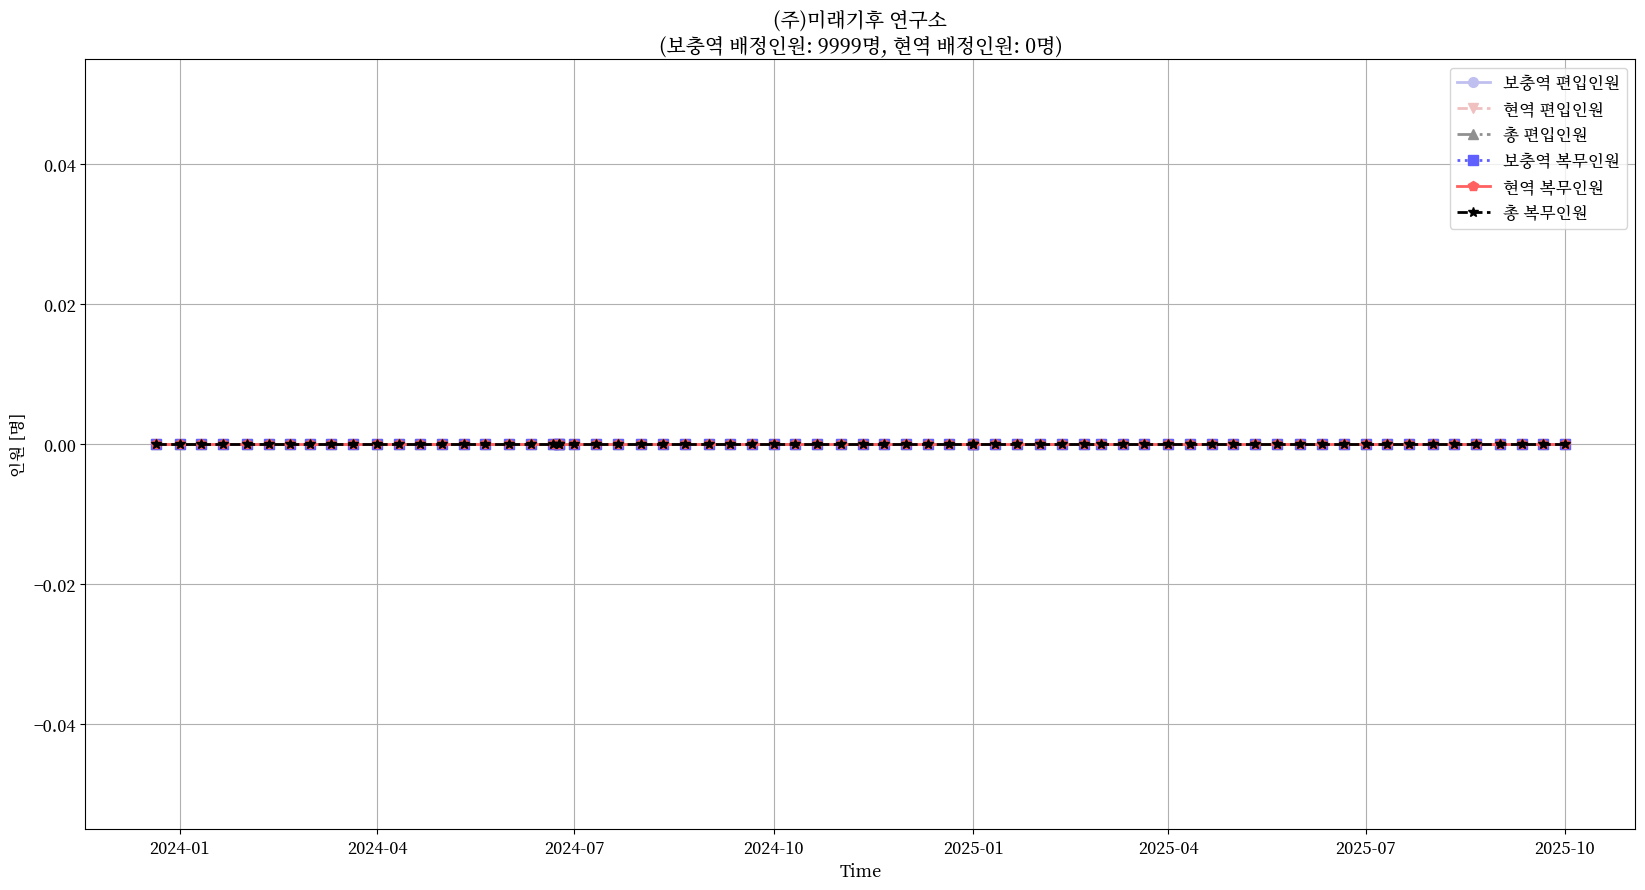 (주)미래기후 연구소
(보충역 배정인원: 9999명, 현역 배정인원: 0명)
보충역 편입인원
현역 편입인원
총 편입인원
보충역 복무인원
현역 복무인원
총 복무인원
인원 [명]
0.04
0.02
0.00
−0.02
−0.04
2024-01
2024-04
2024-07
2024-10
2025-01
2025-04
2025-07
2025-10
Time